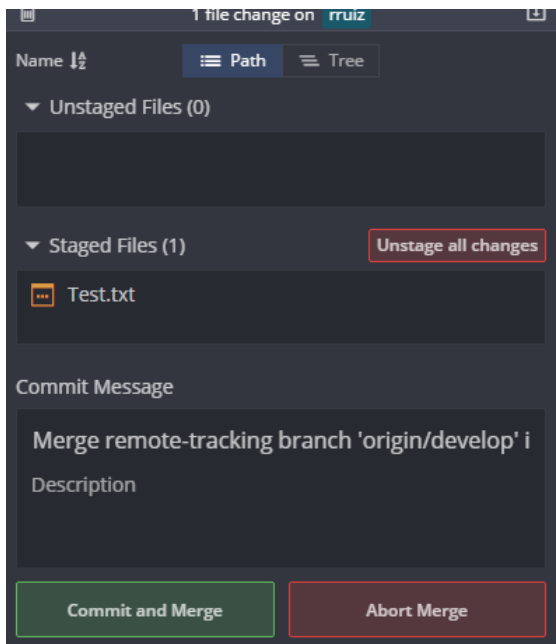 1 file change on rruiz
Name Path Tree
Unstaged Files (0)
Staged Files (1) Unstage all changes
Test.txt
Commit Message
Merge remote-tracking branch 'origin/develop' i
Description
Commit and Merge Abort Merge